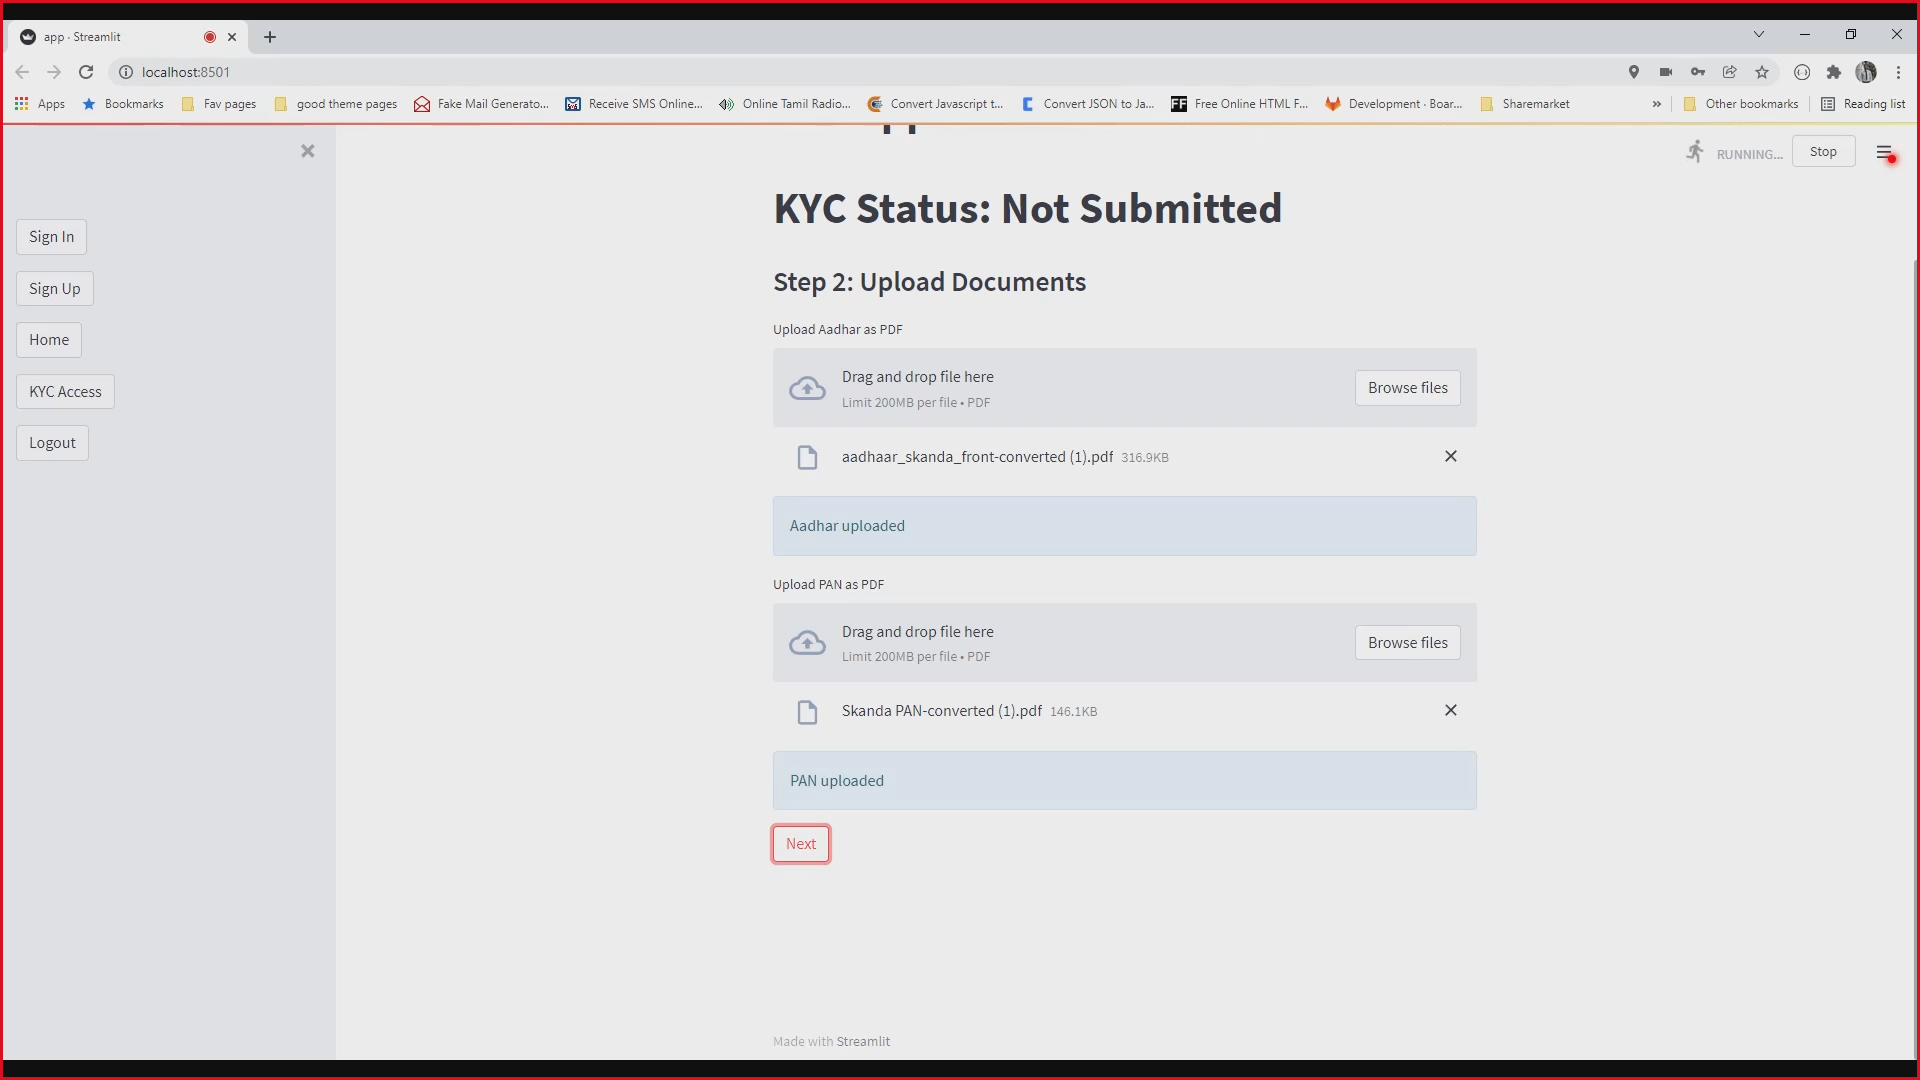 app · Streamlit
localhost:8501
Apps
Bookmarks
Fav pages
good theme pages
Fake Mail Generato...
Receive SMS Online...
Online Tamil Radio...
Convert Javascript t...
Convert JSON to Ja...
FF
Free Online HTML F...
Development · Boar...
Sharemarket
»
Other bookmarks
Reading list
RUNNING...
Stop
Sign In
Sign Up
Home
KYC Access
Logout
KYC Status: Not Submitted
Step 2: Upload Documents
Upload Aadhar as PDF
Drag and drop file here
Limit 200MB per file • PDF
Browse files
aadhaar_skanda_front-converted (1).pdf 316.9KB
Aadhar uploaded
Upload PAN as PDF
Drag and drop file here
Limit 200MB per file • PDF
Browse files
Skanda PAN-converted (1).pdf 146.1KB
PAN uploaded
Next
Made with Streamlit